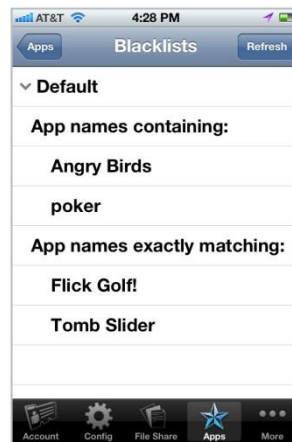 AT&T 4:28 PM
Apps Blacklists Refresh
Default
App names containing:
Angry Birds
poker
App names exactly matching:
Flick Golf!
Tomb Slider
Account Config File Share Apps More